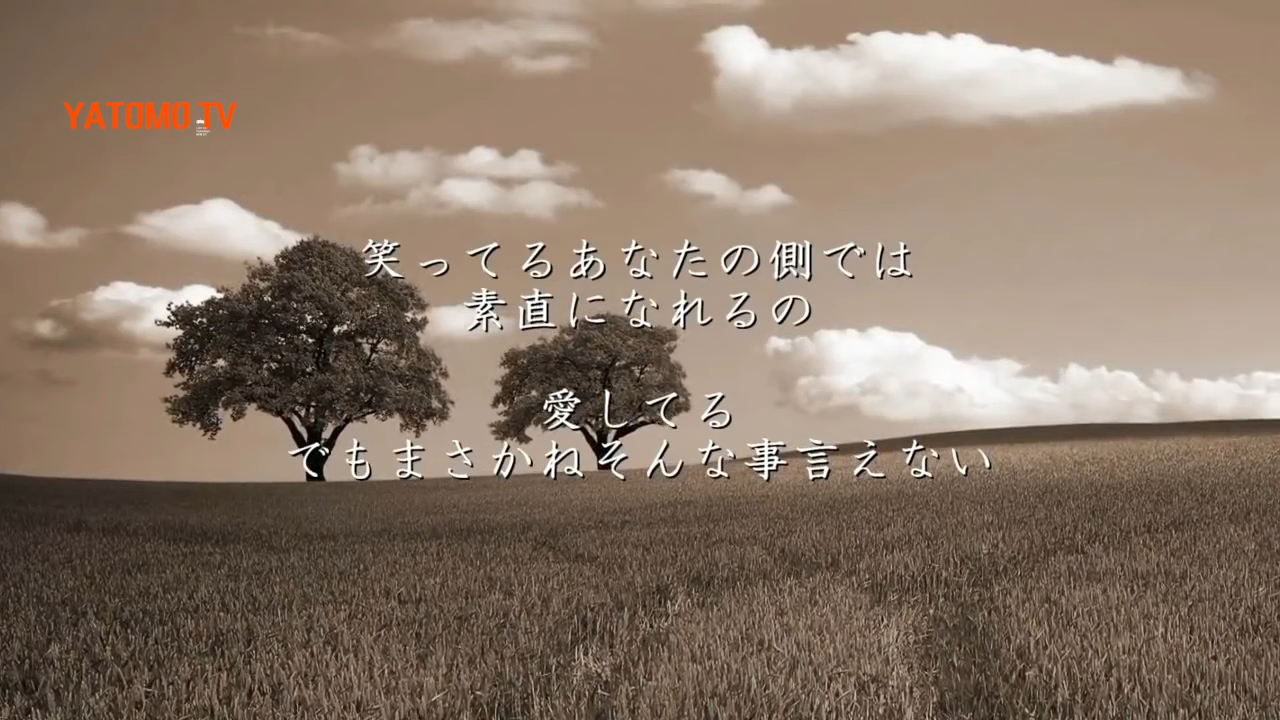 YATOMO.TV
笑ってるあなたの側では
素直になれるの
愛してる
でもまさかねそんな事言えない